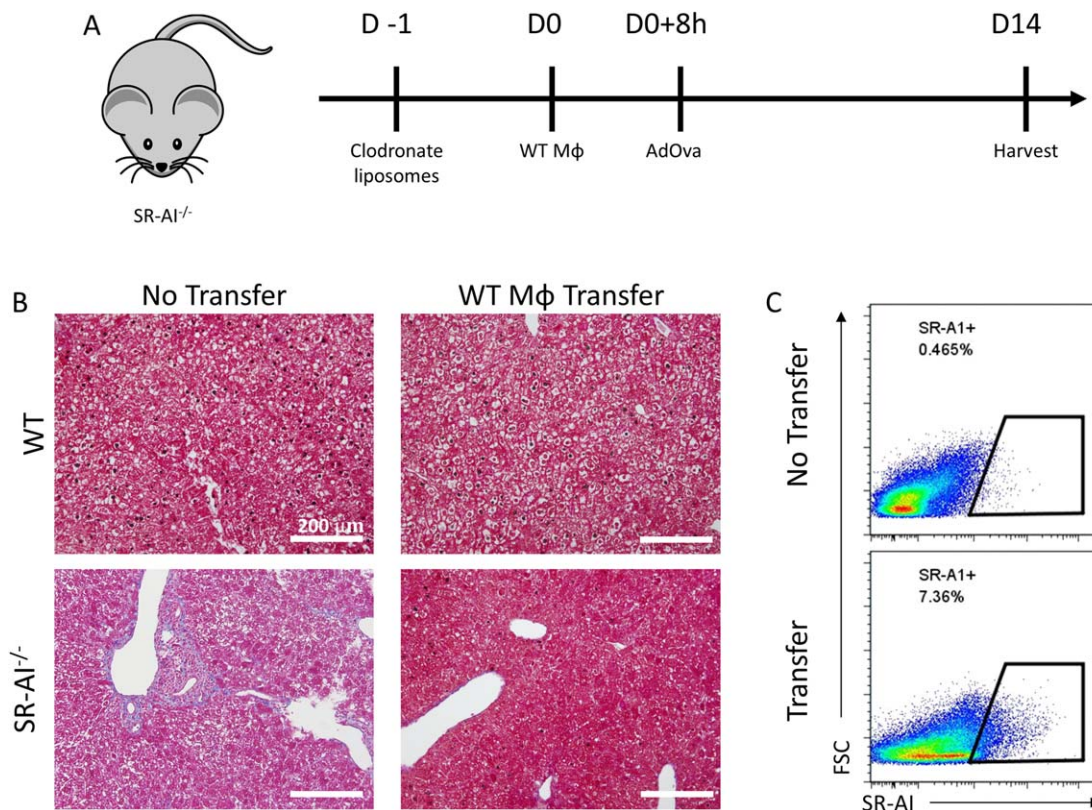 A
D -1
D0
D0+8h
D14
Clodronate
liposomes
WT Mϕ
AdOva
Harvest
SR-AI-/-
B
No Transfer
WT Mϕ Transfer
C
WT
200 µm
SR-AI-/-
No Transfer
SR-A1+
0.465%
Transfer
SR-A1+
7.36%
FSC
SR-AI